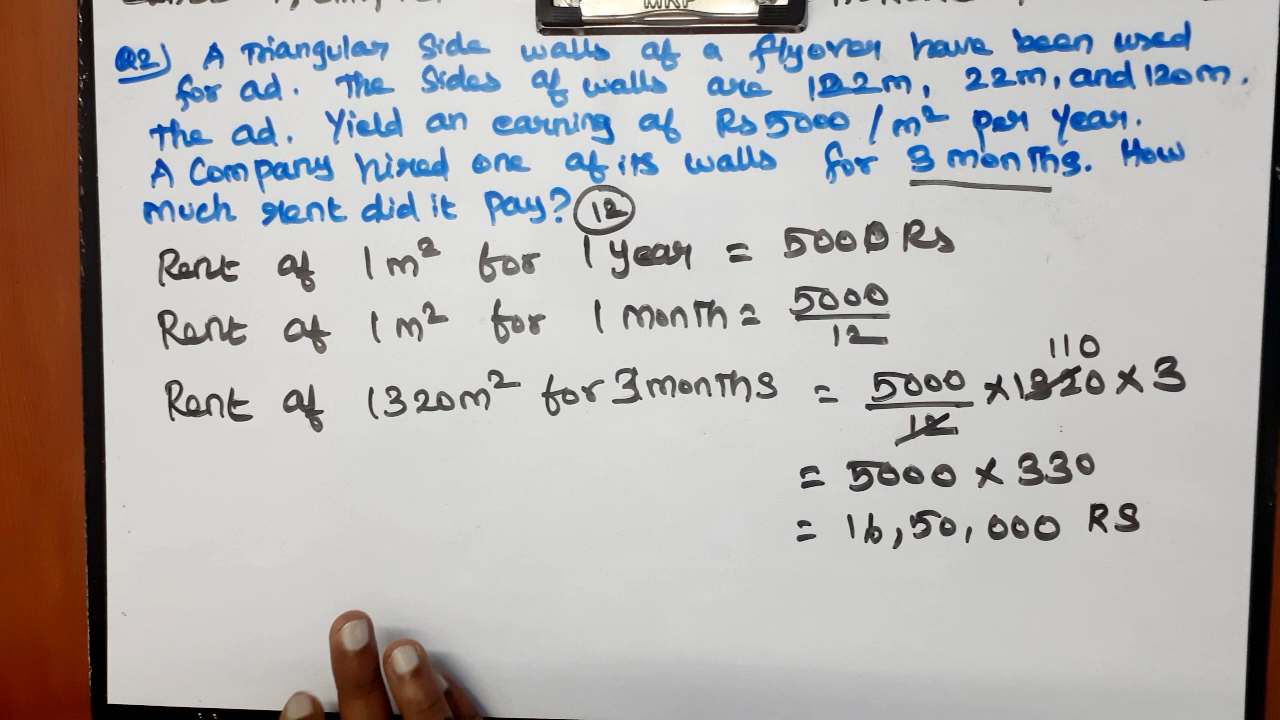 MRP
Q2) A Triangular Side walls of a flyover have been used
for ad. The Sides of walls are 122m, 22m, and 120m.
The ad. Yield an earning of Rs 5000/m² per Year.
A Company hired one of its walls for 3 months. How
much rent did it pay? 12
Rent of 1m² for 1 year = 5000 Rs
Rent of 1m² for 1 month = 5000/12
110
Rent of 1320m² for 3 months = 5000/12 × 1320 × 3
= 5000 × 330
= 16,50,000 RS